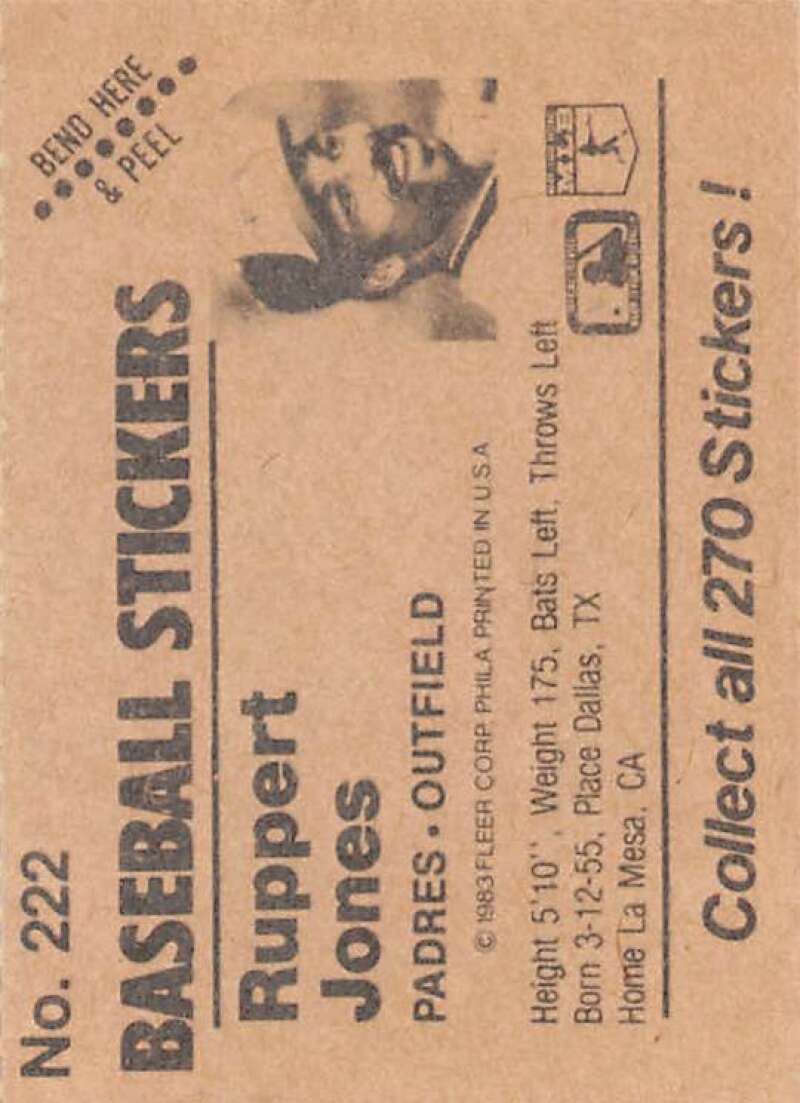 No. 222
BEND HERE
& PEEL
BASEBALL STICKERS
Ruppert
Jones
PADRES • OUTFIELD
© 1983 FLEER CORP. PHILA PRINTED IN U.S.A
Height 5'10'', Weight 175, Bats Left, Throws Left
Born 3-12-55, Place Dallas, TX
Home La Mesa, CA
Collect all 270 Stickers!